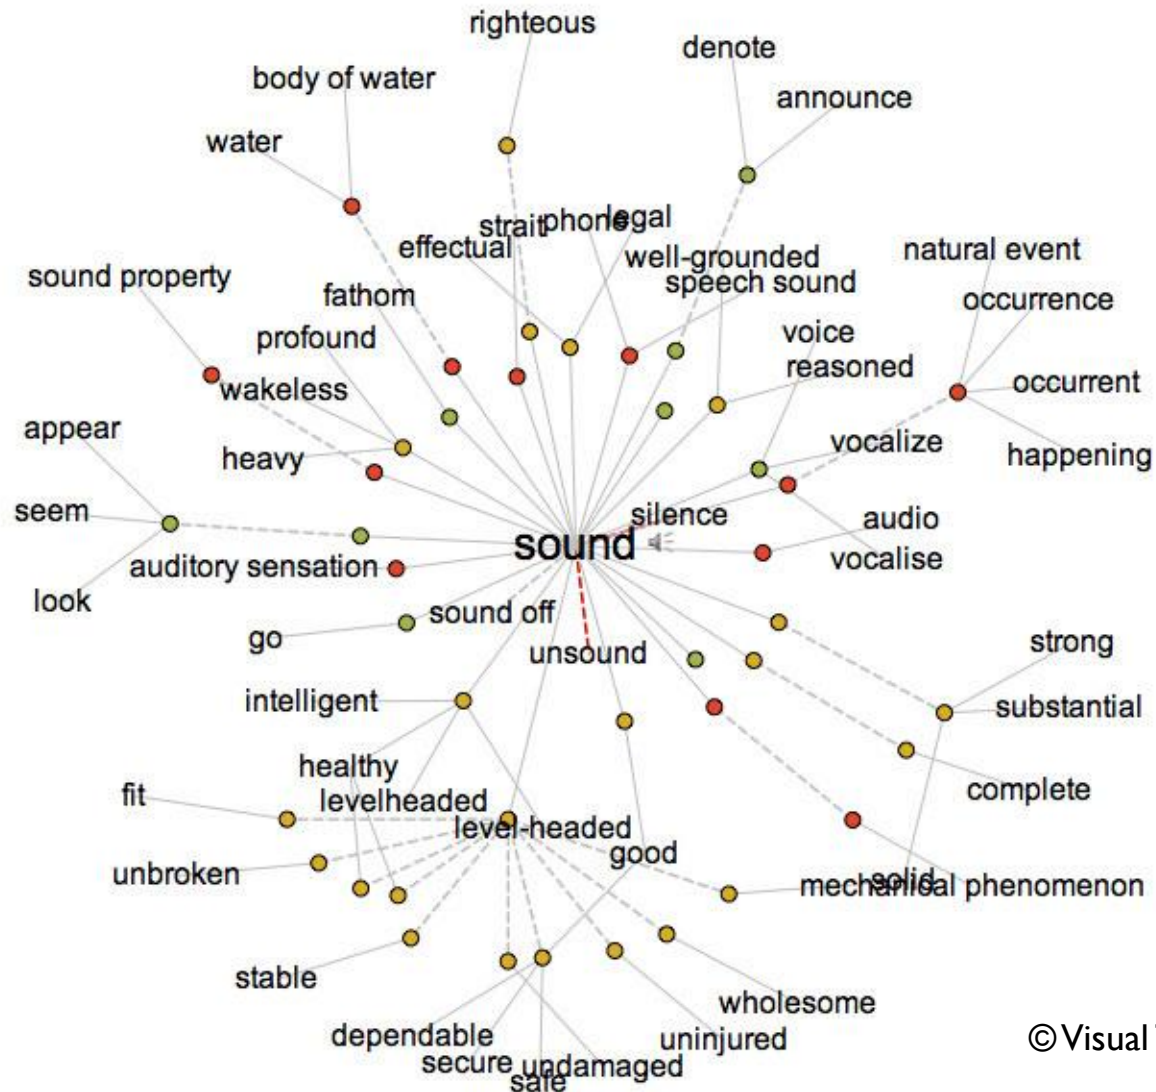 righteous
denote
body of water
announce
water
strait
phone
legal
effectual
well-grounded
natural event
sound property
speech sound
fathom
occurrence
voice
profound
reasoned
wakeless
occurrent
appear
vocalize
heavy
happening
seem
silence
audio
sound
auditory sensation
vocalise
look
sound off
go
unsound
strong
intelligent
substantial
healthy
complete
fit
levelheaded
level-headed
good
unbroken
solid
mechanical phenomenon
stable
wholesome
dependable
uninjured
secure
undamaged
safe
© Visual